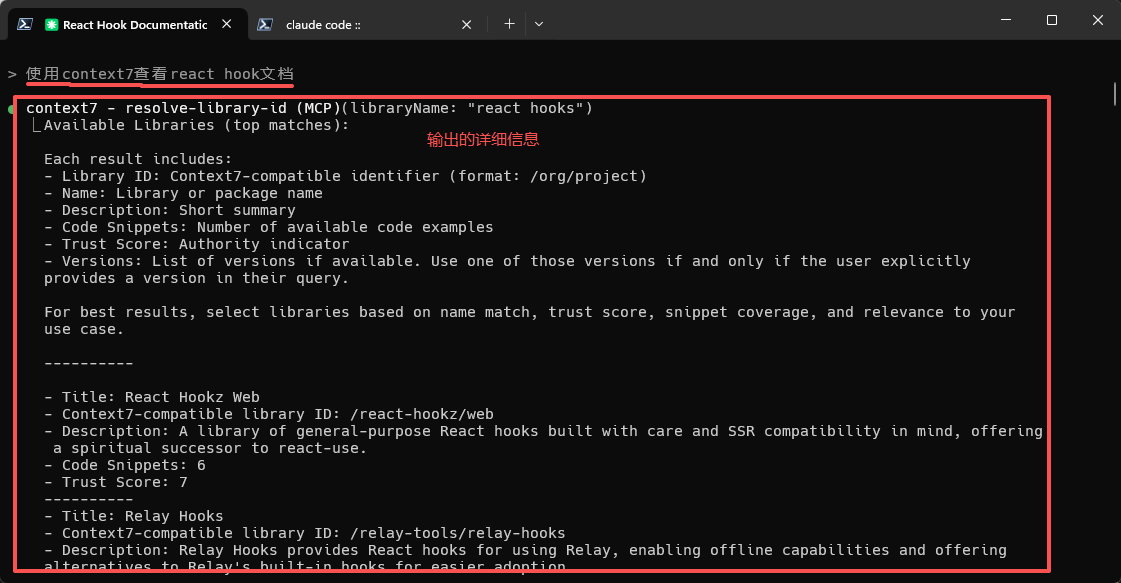 React Hook Documentatic
claude code ::
> 使用context7查看react hook文档
context7 - resolve-library-id (MCP)(libraryName: "react hooks")
Available Libraries (top matches):
输出的详细信息
Each result includes:
- Library ID: Context7-compatible identifier (format: /org/project)
- Name: Library or package name
- Description: Short summary
- Code Snippets: Number of available code examples
- Trust Score: Authority indicator
- Versions: List of versions if available. Use one of those versions if and only if the user explicitly
provides a version in their query.
For best results, select libraries based on name match, trust score, snippet coverage, and relevance to your
use case.
----------
- Title: React Hookz Web
- Context7-compatible library ID: /react-hookz/web
- Description: A library of general-purpose React hooks built with care and SSR compatibility in mind, offering
a spiritual successor to react-use.
- Code Snippets: 6
- Trust Score: 7
----------
- Title: Relay Hooks
- Context7-compatible library ID: /relay-tools/relay-hooks
- Description: Relay Hooks provides React hooks for using Relay, enabling offline capabilities and offering
alternatives to Relay's built-in hooks for easier adoption